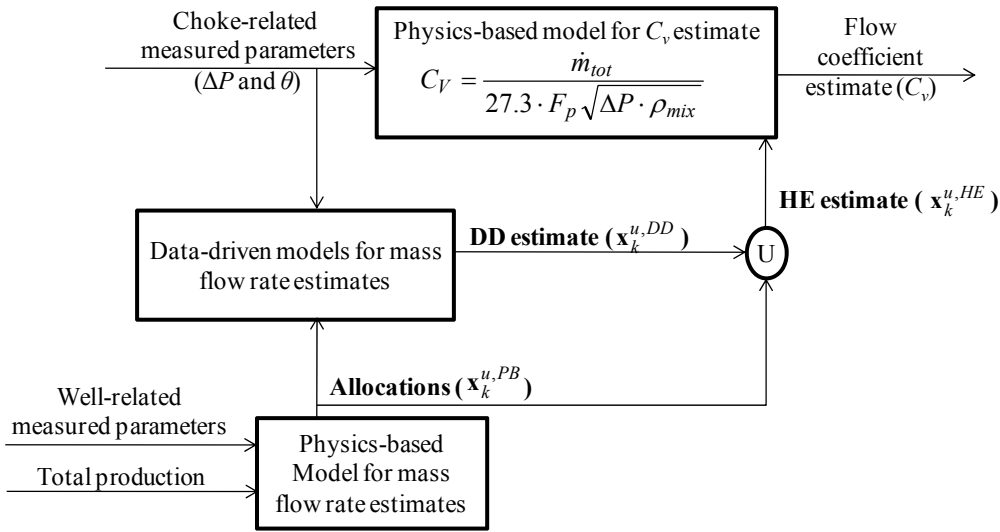 Choke-related
measured parameters
(ΔP and θ)
Physics-based model for C_v estimate
C_V = ṁ_tot / (27.3 · F_p √(ΔP · ρ_mix))
Flow
coefficient
estimate (C_v)
HE estimate ( x_k^{u,HE} )
Data-driven models for mass
flow rate estimates
DD estimate ( x_k^{u,DD} )
U
Allocations ( x_k^{u,PB} )
Well-related
measured parameters
Total production
Physics-based
Model for mass
flow rate estimates